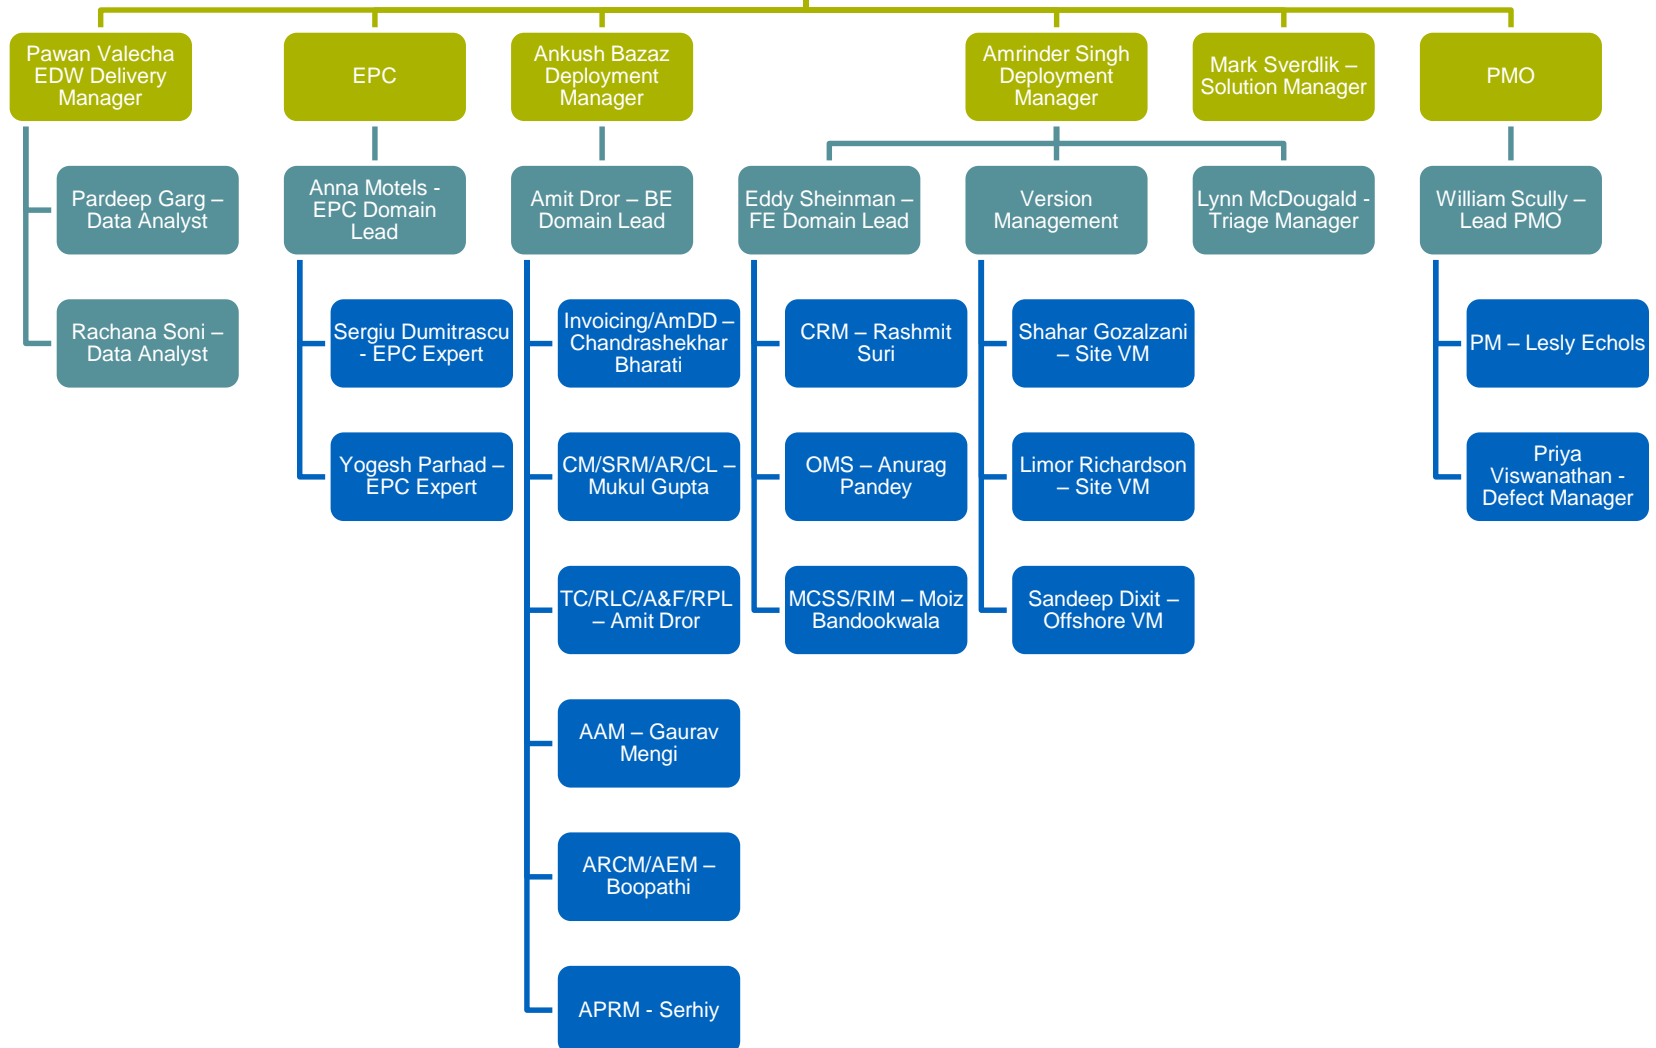 Pawan Valecha
EDW Delivery
Manager
EPC
Ankush Bazaz
Deployment
Manager
Amrinder Singh
Deployment
Manager
Mark Sverdlik –
Solution Manager
PMO
Pardeep Garg –
Data Analyst
Anna Motels -
EPC Domain
Lead
Amit Dror – BE
Domain Lead
Eddy Sheinman –
FE Domain Lead
Version
Management
Lynn McDougald -
Triage Manager
William Scully –
Lead PMO
Rachana Soni –
Data Analyst
Sergiu Dumitrascu
- EPC Expert
Invoicing/AmDD –
Chandrashekhar
Bharati
CRM – Rashmit
Suri
Shahar Gozalzani
– Site VM
PM – Lesly Echols
Yogesh Parhad –
EPC Expert
CM/SRM/AR/CL –
Mukul Gupta
OMS – Anurag
Pandey
Limor Richardson
– Site VM
Priya
Viswanathan -
Defect Manager
TC/RLC/A&F/RPL
– Amit Dror
MCSS/RIM – Moiz
Bandookwala
Sandeep Dixit –
Offshore VM
AAM – Gaurav
Mengi
ARCM/AEM –
Boopathi
APRM - Serhiy